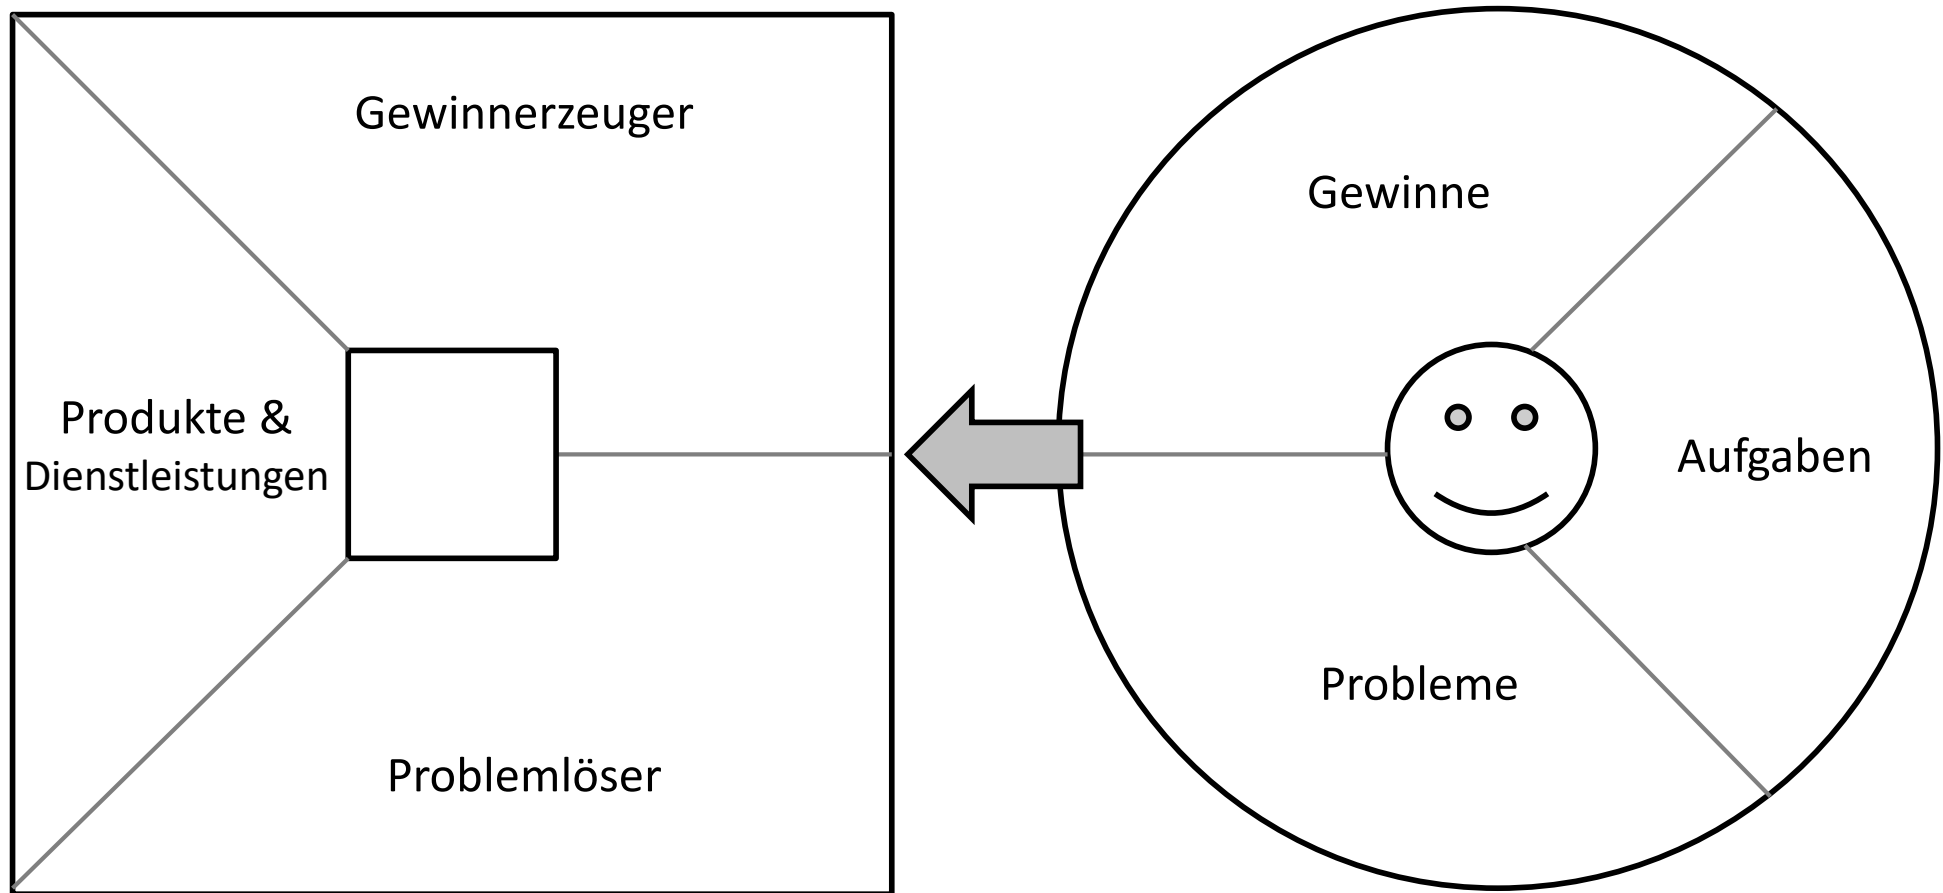 Gewinnerzeuger
Produkte &
Dienstleistungen
Problemlöser
Gewinne
Aufgaben
Probleme